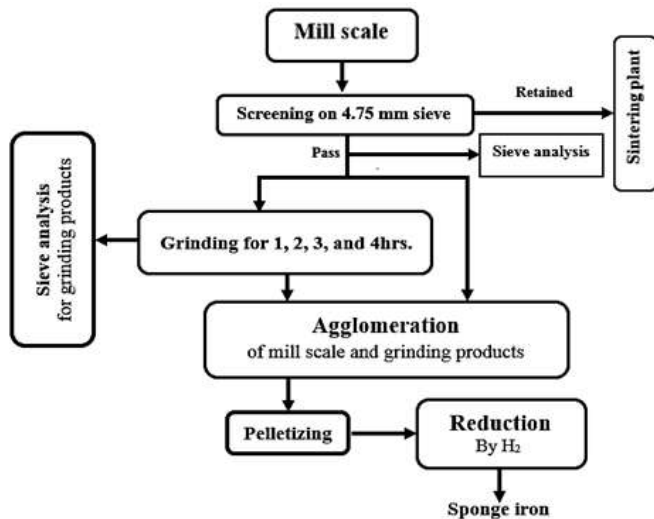 Mill scale
Screening on 4.75 mm sieve
Retained
Sintering plant
Pass
Sieve analysis
Sieve analysis
for grinding products
Grinding for 1, 2, 3, and 4hrs.
Agglomeration
of mill scale and grinding products
Pelletizing
Reduction
By H₂
Sponge iron